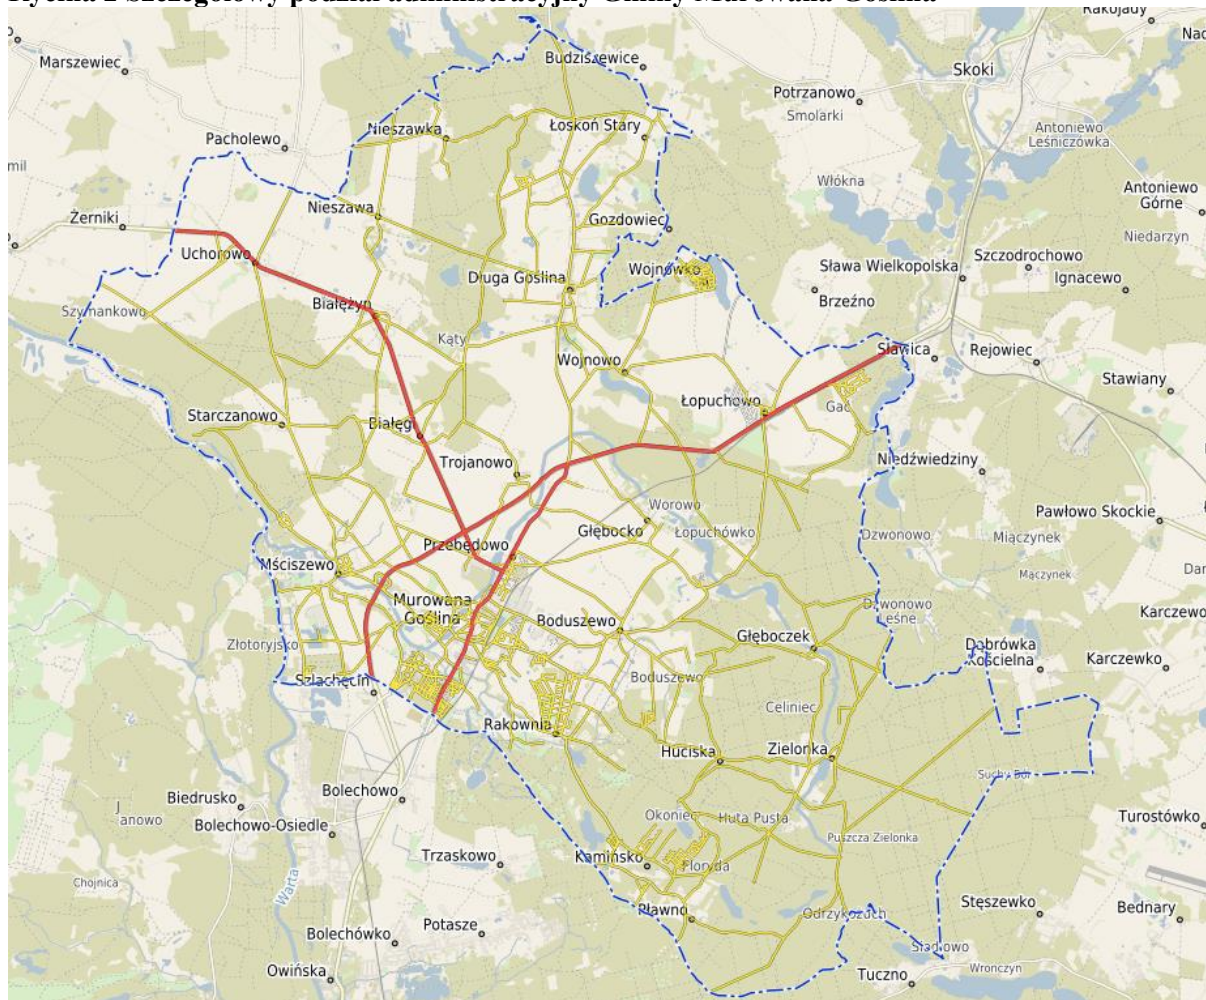 Szczegółowy podział administracyjny Gminy Murowana Goślina
Rakojady
Marszewiec
Budziszewice
Skoki
Potrzanowo
Smolarki
Nieszawka
Łoskoń Stary
Pacholewo
Antoniewo
Leśniczówka
Włókna
Antoniewo
Górne
Nieszawa
Żerniki
Gozdowiec
Niedarzyn
Uchorowo
Szczodrochowo
Sława Wielkopolska
Wojnówko
Długa Goślina
Ignacewo
Brzeźno
Białężyn
Szymankowo
Kąty
Sławica
Rejowiec
Wojnowo
Stawiany
Łopuchowo
Gać
Starczanowo
Białęgi
Trojanowo
Niedźwiedziny
Worowo
Pawłowo Skockie
Głębocko
Łopuchówko
Dzwonowo
Miączynek
Przebędowo
Mściszewo
Mączynek
Murowana
Goślina
Dzwonowo
Leśne
Karczewo
Boduszewo
Głęboczek
Złotoryjsko
Dąbrówka
Kościelna
Karczewko
Szlachęcin
Boduszewo
Celiniec
Rakownia
Huciska
Zielonka
Suchy Ból
Bolechowo
Biedrusko
Janowo
Okoniec
Huta Pusta
Turostówko
Bolechowo-Osiedle
Puszcza Zielonka
Trzaskowo
Kamińsko
Floryda
Chojnica
Warta
Stęszewko
Bednary
Pławno
Odrzykożuch
Potasze
Bolechówko
Owińska
Tuczno
Wronczyn